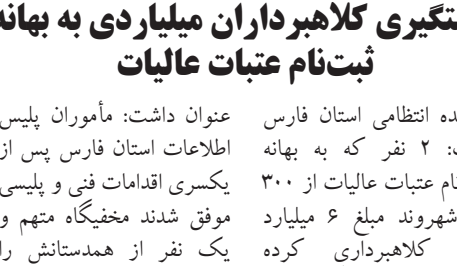 ستگیری کلاهبرداران میلیاردی به بهانه
ثبت‌نام عتبات عالیات
ده انتظامی استان فارس
ت: ۲ نفر که به بهانه
نام عتبات عالیات از ۳۰۰
شهروند مبلغ ۶ میلیارد
کلاهبرداری کرده
عنوان داشت: مأموران پلیس
اطلاعات استان فارس پس از
یکسری اقدامات فنی و پلیسی
موفق شدند مخفیگاه متهم و
یک نفر از همدستانش را